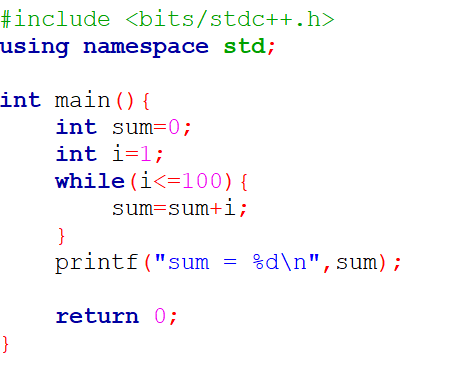 #include <bits/stdc++.h>
using namespace std;

int main(){
    int sum=0;
    int i=1;
    while(i<=100){
        sum=sum+i;
    }
    printf("sum = %d\n",sum);

    return 0;
}